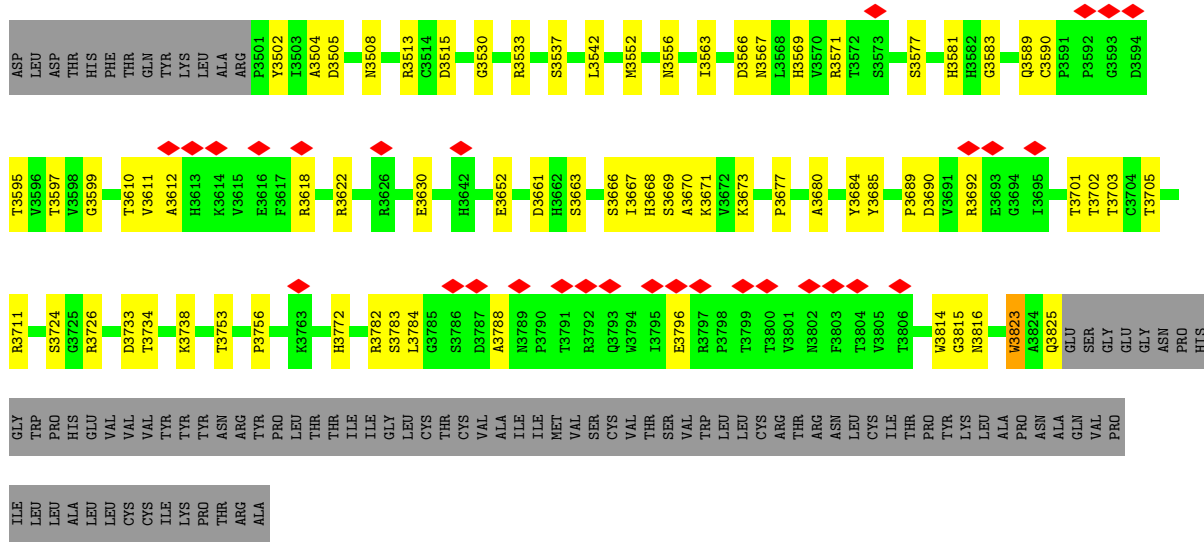 ASP LEU ASP THR HIS PHE THR GLN TYR LYS LEU ALA ARG P3501 Y3502 I3503 A3504 D3505 N3508 R3513 C3514 D3515 G3530 R3533 S3537 L3542 M3552 N3556 I3563 D3566 N3567 L3568 H3569 V3570 R3571 T3572 S3573 S3577 H3581 H3582 G3583 Q3589 C3590 P3591 P3592 G3593 D3594
T3595 V3596 T3597 V3598 G3599 T3610 V3611 A3612 H3613 K3614 V3615 E3616 F3617 R3618 R3622 R3626 E3630 H3642 E3652 D3661 H3662 S3663 S3666 I3667 H3668 S3669 A3670 K3671 V3672 K3673 P3677 A3680 Y3684 Y3685 P3689 D3690 V3691 R3692 E3693 G3694 I3695 T3701 T3702 T3703 C3704 T3705
R3711 S3724 G3725 R3726 D3733 T3734 K3738 T3753 P3756 K3763 H3772 R3782 S3783 L3784 G3785 S3786 D3787 A3788 N3789 P3790 T3791 R3792 Q3793 W3794 I3795 E3796 R3797 P3798 T3799 T3800 V3801 N3802 F3803 T3804 V3805 T3806 W3814 G3815 N3816 W3823 A3824 Q3825 GLU SER GLY GLU GLY ASN PRO HIS
GLY TRP PRO HIS GLU VAL VAL VAL TYR TYR TYR ASN ARG TYR PRO LEU THR THR ILE ILE GLY LEU CYS THR CYS VAL ALA ILE ILE MET VAL SER CYS VAL THR SER VAL TRP LEU LEU CYS ARG THR ARG ASN LEU CYS ILE THR PRO TYR LYS LEU ALA PRO ASN ALA GLN VAL PRO
ILE LEU LEU ALA LEU LEU CYS CYS ILE LYS PRO THR ARG ALA